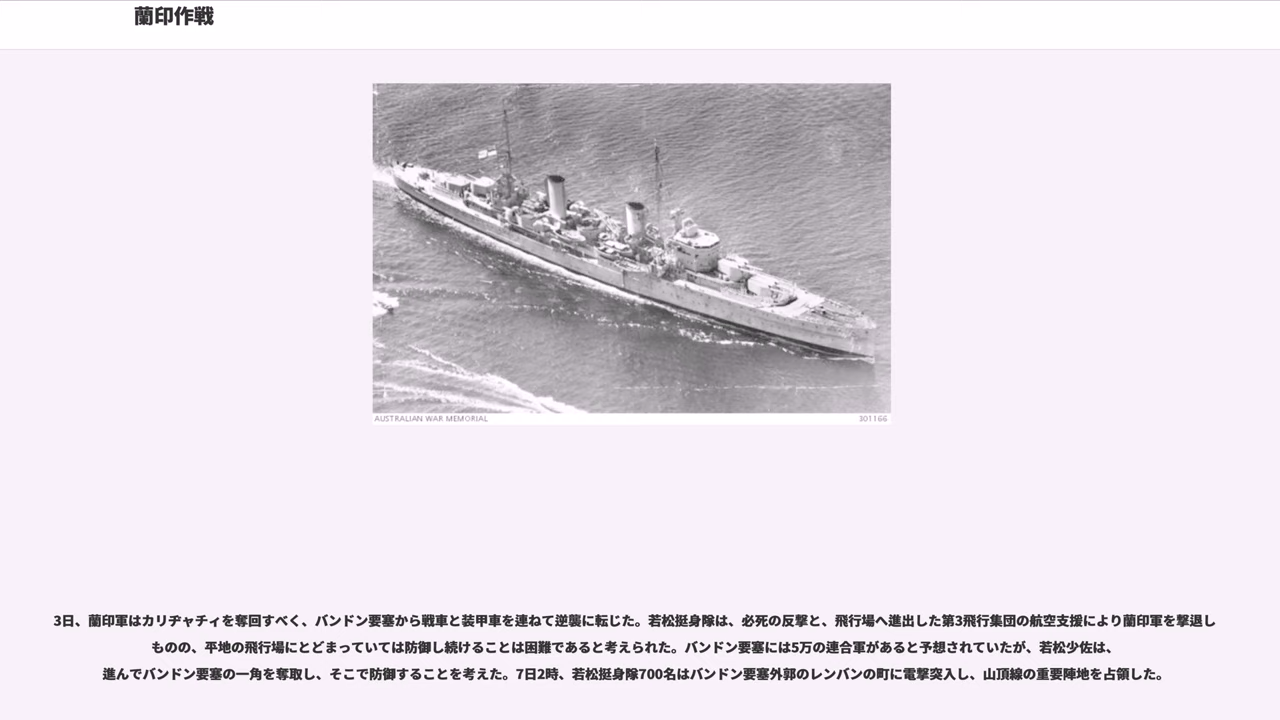 蘭印作戦
AUSTRALIAN WAR MEMORIAL 301166
3日、蘭印軍はカリヂャチィを奪回すべく、バンドン要塞から戦車と装甲車を連ねて逆襲に転じた。若松挺身隊は、必死の反撃と、飛行場へ進出した第3飛行集団の航空支援により蘭印軍を撃退し
ものの、平地の飛行場にとどまっていては防御し続けることは困難であると考えられた。バンドン要塞には5万の連合軍があると予想されていたが、若松少佐は、
進んでバンドン要塞の一角を奪取し、そこで防御することを考えた。7日2時、若松挺身隊700名はバンドン要塞外郭のレンバンの町に電撃突入し、山頂線の重要陣地を占領した。